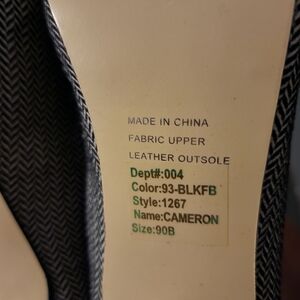 MADE IN CHINA
FABRIC UPPER
LEATHER OUTSOLE
Dept#:004
Color:93-BLKFB
Style:1267
Name:CAMERON
Size:90B